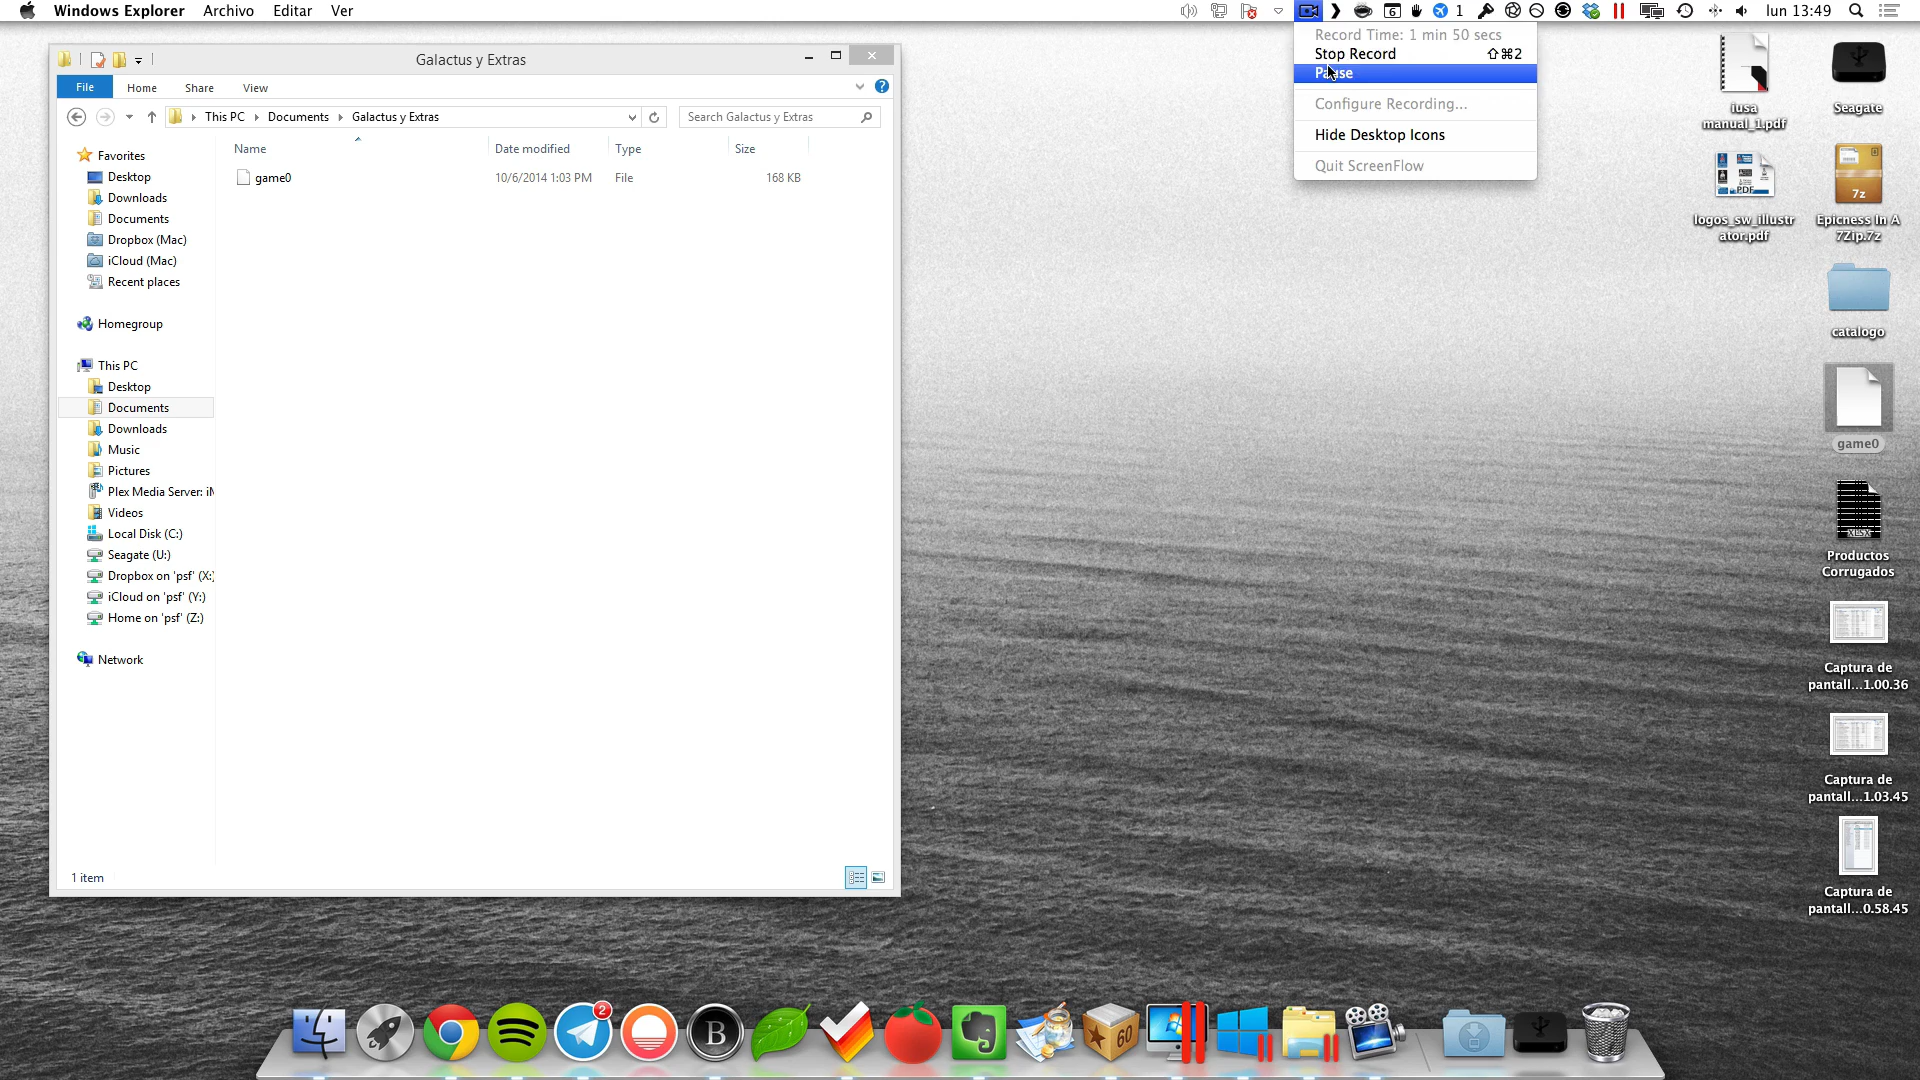 Windows Explorer Archivo Editar Ver
6 1 lun 13:49
Record Time: 1 min 50 secs
Stop Record ⇧⌘2
Pause
Configure Recording...
Hide Desktop Icons
Quit ScreenFlow
Galactus y Extras
File Home Share View
This PC Documents Galactus y Extras
Search Galactus y Extras
Name Date modified Type Size
game0 10/6/2014 1:03 PM File 168 KB
Favorites
Desktop
Downloads
Documents
Dropbox (Mac)
iCloud (Mac)
Recent places
Homegroup
This PC
Desktop
Documents
Downloads
Music
Pictures
Plex Media Server: iM
Videos
Local Disk (C:)
Seagate (U:)
Dropbox on 'psf' (X:)
iCloud on 'psf' (Y:)
Home on 'psf' (Z:)
Network
1 item
iusa
manual_1.pdf
Seagate
PDF
logos_sw_illustr
ator.pdf
7z
Epicness In A
7Zip.7z
catalogo
game0
XLSX
Productos
Corrugados
Captura de
pantall...1.00.36
Captura de
pantall...1.03.45
Captura de
pantall...0.58.45
2
B
60